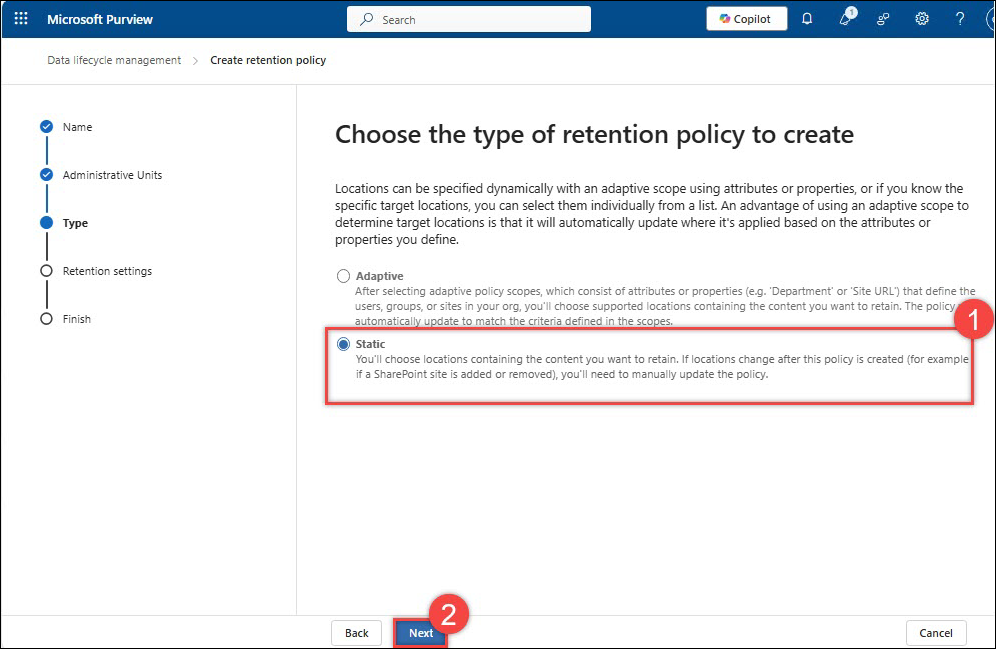 Microsoft Purview
Search
Copilot
1
?
Data lifecycle management > Create retention policy
Name
Administrative Units
Type
Retention settings
Finish
Choose the type of retention policy to create
Locations can be specified dynamically with an adaptive scope using attributes or properties, or if you know the
specific target locations, you can select them individually from a list. An advantage of using an adaptive scope to
determine target locations is that it will automatically update where it's applied based on the attributes or
properties you define.
Adaptive
After selecting adaptive policy scopes, which consist of attributes or properties (e.g. 'Department' or 'Site URL') that define the
users, groups, or sites in your org, you'll choose supported locations containing the content you want to retain. The policy
automatically update to match the criteria defined in the scopes.
1
Static
You'll choose locations containing the content you want to retain. If locations change after this policy is created (for example
if a SharePoint site is added or removed), you'll need to manually update the policy.
Back
Next
2
Cancel